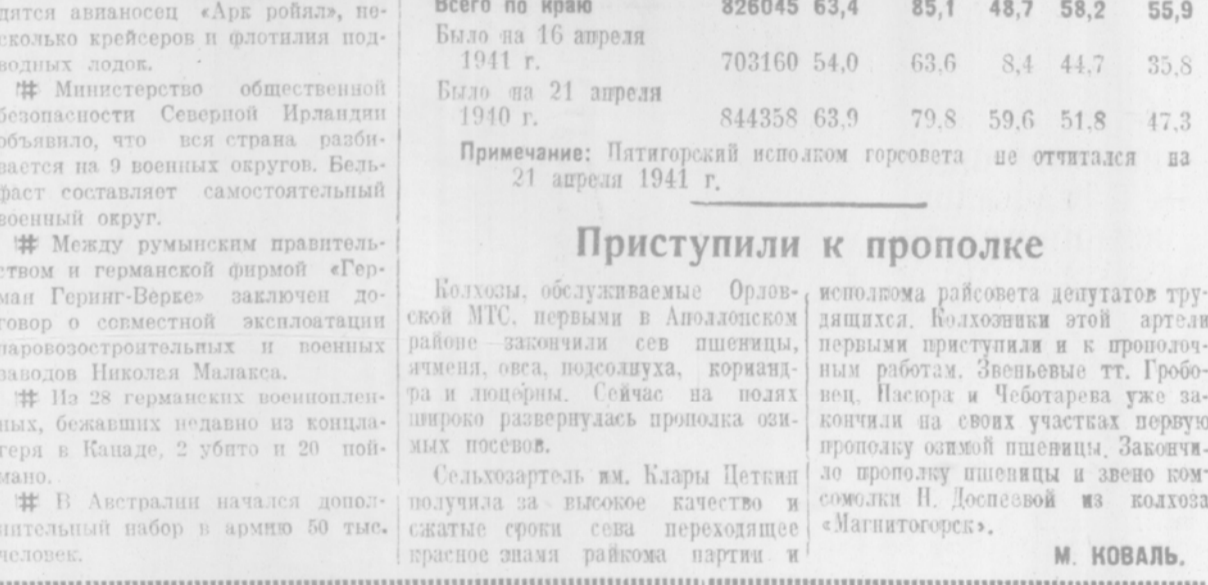 дятся авианосец «Арк ройял», не-
сколько крейсеров и флотилия под-
водных лодок.
Министерство общественной
безопасности Северной Ирландии
объявило, что вся страна разби-
вается на 9 военных округов. Бель-
фаст составляет самостоятельный
военный округ.
Между румынским правитель-
ством и германской фирмой «Гер-
ман Геринг-Верке» заключен до-
говор о совместной эксплоатации
паровозостроительных и военных
заводов Николая Малакса.
Из 28 германских военноплен-
ных, бежавших недавно из концла-
геря в Канаде, 2 убито и 20 пой-
мано.
В Австралии начался допол-
нительный набор в армию 50 тыс.
человек.
Всего по краю 826045 63,4 85,1 48,7 58,2 55,9
Было на 16 апреля
1941 г. 703160 54,0 63,6 8,4 44,7 35,8
Было на 21 апреля
1940 г. 844358 63,9 79,8 59,6 51,8 47,3
Примечание: Пятигорский исполком горсовета не отчитался на
21 апреля 1941 г.
Приступили к прополке
Колхозы, обслуживаемые Орлов-
ской МТС, первыми в Аполлонском
районе закончили сев пшеницы,
ячменя, овса, подсолнуха, корианд-
ра и люцерны. Сейчас на полях
широко развернулась прополка ози-
мых посевов.
Сельхозартель им. Клары Цеткин
получила за высокое качество и
сжатые сроки сева переходящее
красное знамя райкома партии и
исполкома райсовета депутатов тру-
дящихся. Колхозники этой артели
первыми приступили и к прополоч-
ным работам. Звеньевые тт. Гробо-
вец, Пасюра и Чеботарева уже за-
кончили на своих участках первую
прополку озимой пшеницы. Закончи-
ло прополку пшеницы и звено ком-
сомолки Н. Доспеевой из колхоза
«Магнитогорск».
М. КОВАЛЬ.